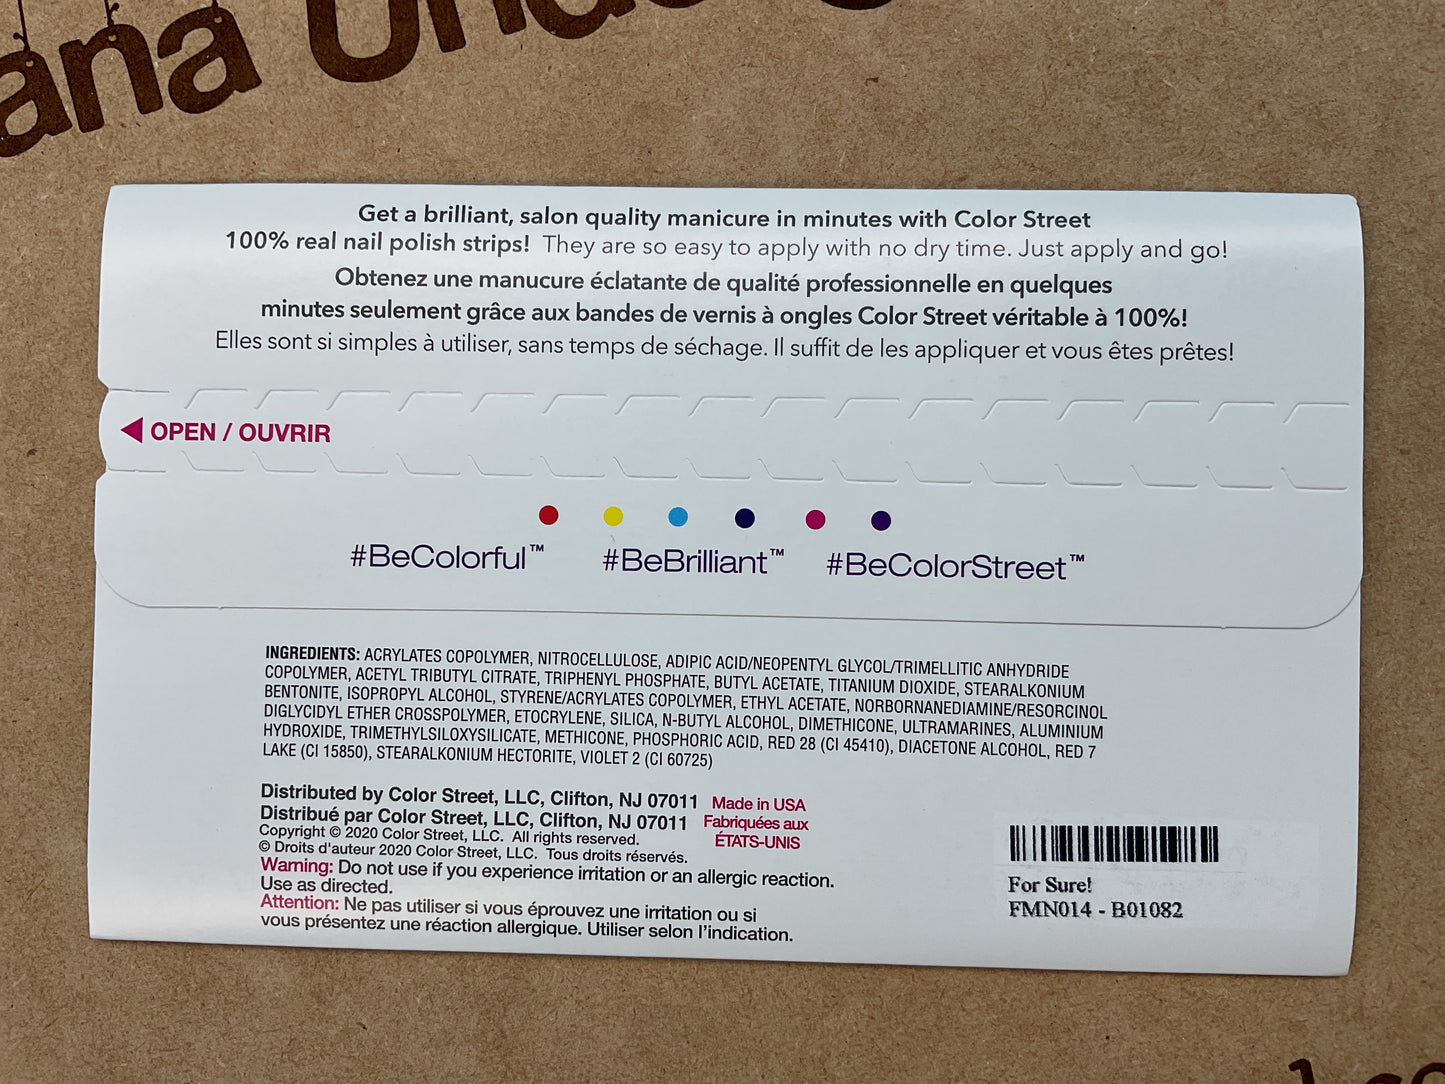 ana
Get a brilliant, salon quality manicure in minutes with Color Street
100% real nail polish strips! They are so easy to apply with no dry time. Just apply and go!
Obtenez une manucure éclatante de qualité professionnelle en quelques
minutes seulement grâce aux bandes de vernis à ongles Color Street véritable à 100%!
Elles sont si simples à utiliser, sans temps de séchage. Il suffit de les appliquer et vous êtes prêtes!
OPEN / OUVRIR
#BeColorful™ #BeBrilliant™ #BeColorStreet™
INGREDIENTS: ACRYLATES COPOLYMER, NITROCELLULOSE, ADIPIC ACID/NEOPENTYL GLYCOL/TRIMELLITIC ANHYDRIDE
COPOLYMER, ACETYL TRIBUTYL CITRATE, TRIPHENYL PHOSPHATE, BUTYL ACETATE, TITANIUM DIOXIDE, STEARALKONIUM
BENTONITE, ISOPROPYL ALCOHOL, STYRENE/ACRYLATES COPOLYMER, ETHYL ACETATE, NORBORNANEDIAMINE/RESORCINOL
DIGLYCIDYL ETHER CROSSPOLYMER, ETOCRYLENE, SILICA, N-BUTYL ALCOHOL, DIMETHICONE, ULTRAMARINES, ALUMINIUM
HYDROXIDE, TRIMETHYLSILOXYSILICATE, METHICONE, PHOSPHORIC ACID, RED 28 (CI 45410), DIACETONE ALCOHOL, RED 7
LAKE (CI 15850), STEARALKONIUM HECTORITE, VIOLET 2 (CI 60725)
Distributed by Color Street, LLC, Clifton, NJ 07011
Distribué par Color Street, LLC, Clifton, NJ 07011
Made in USA
Fabriquées aux
ÉTATS-UNIS
Copyright © 2020 Color Street, LLC. All rights reserved.
© Droits d'auteur 2020 Color Street, LLC. Tous droits réservés.
Warning: Do not use if you experience irritation or an allergic reaction.
Use as directed.
Attention: Ne pas utiliser si vous éprouvez une irritation ou si
vous présentez une réaction allergique. Utiliser selon l'indication.
For Sure!
FMN014 - B01082